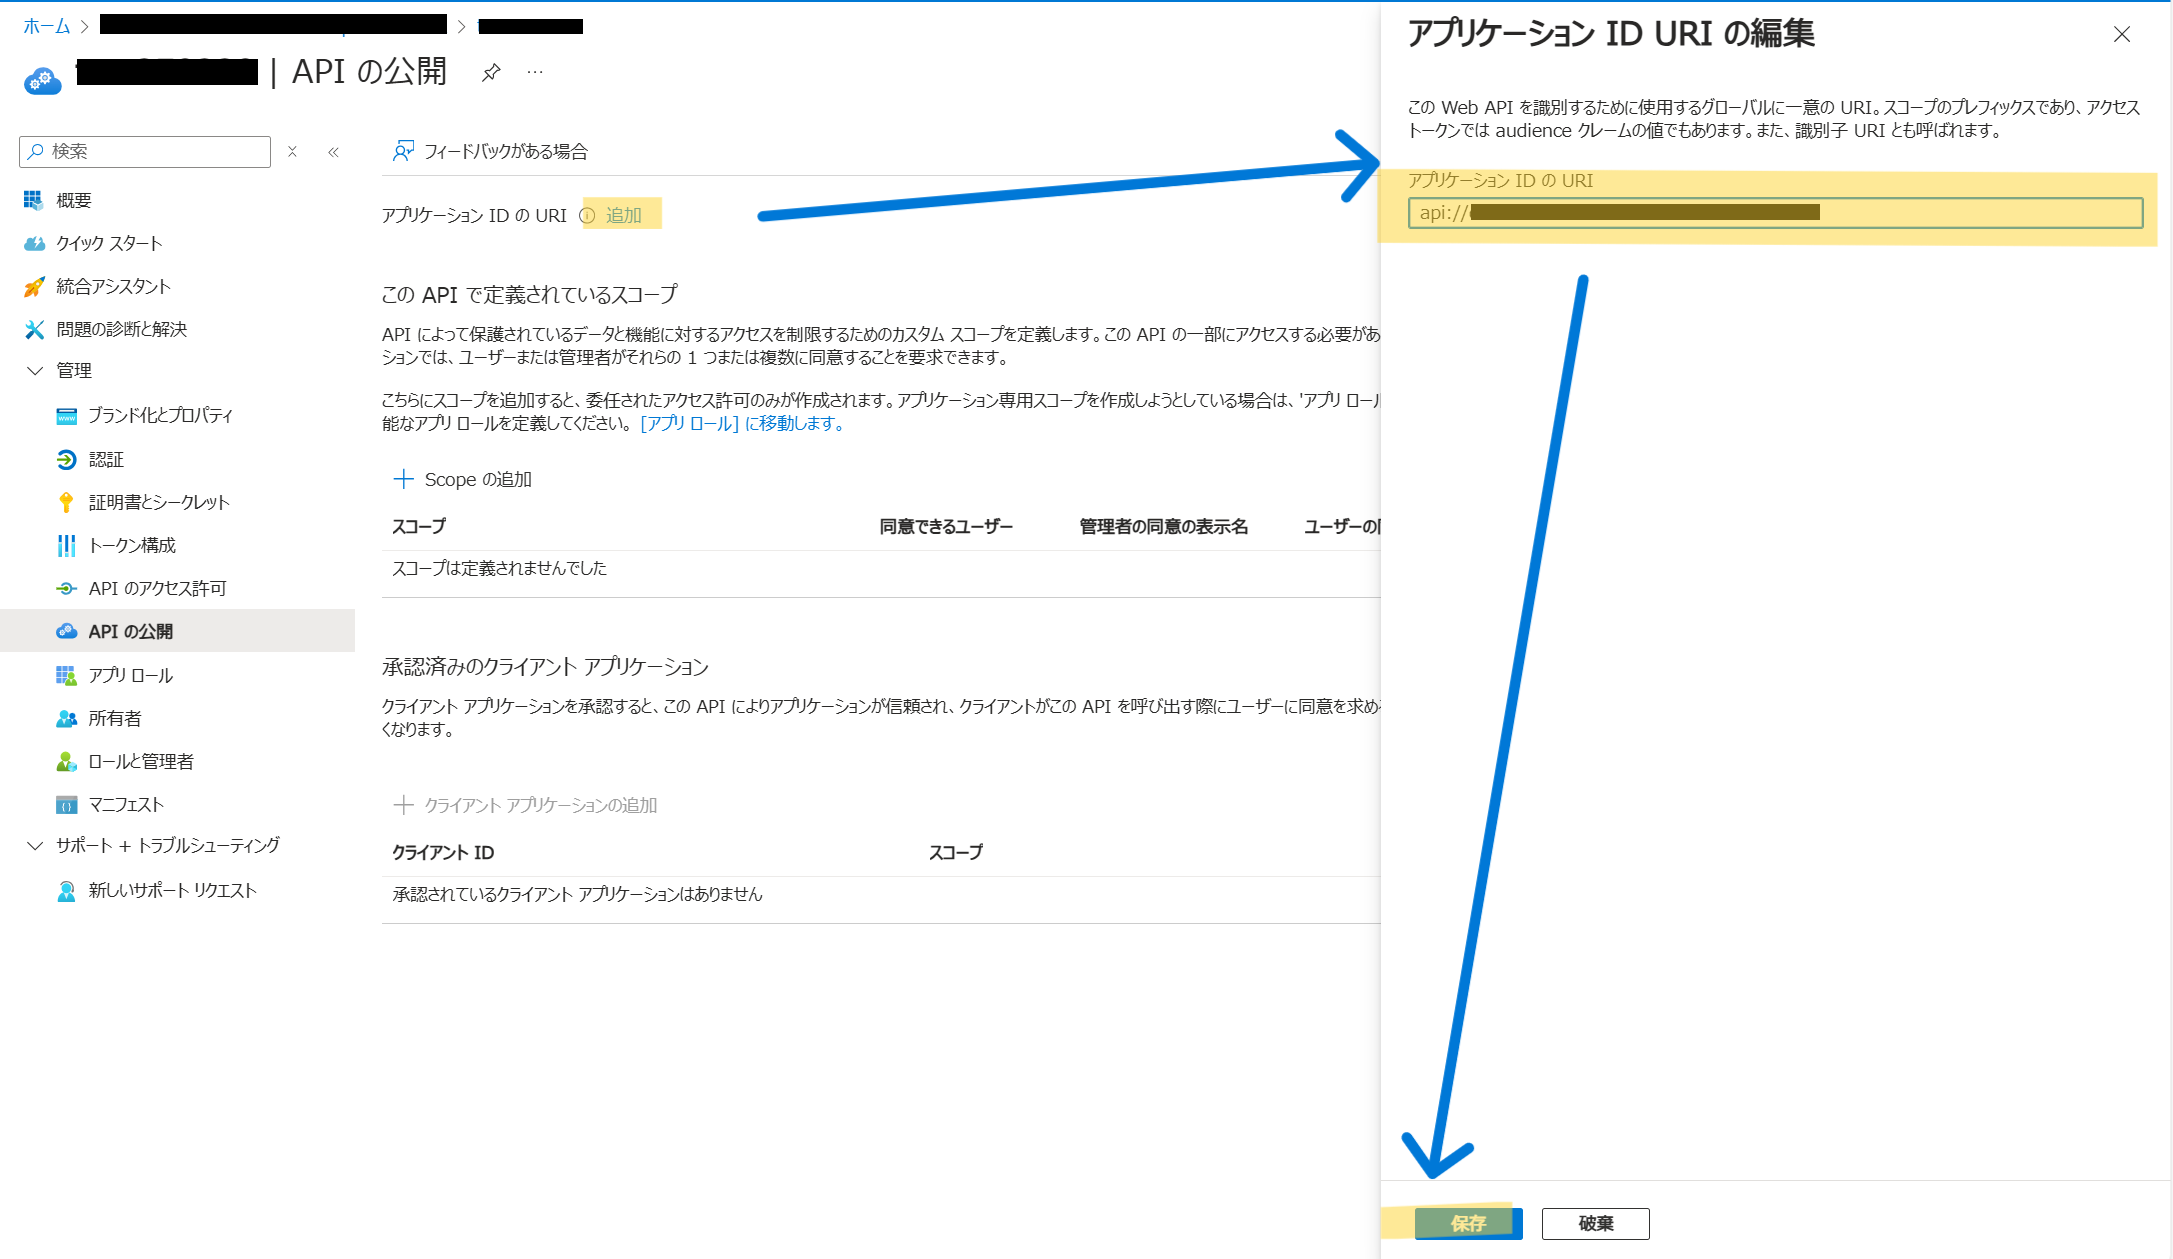 ホーム
| API の公開
検索
概要
クイック スタート
統合アシスタント
問題の診断と解決
管理
ブランド化とプロパティ
認証
証明書とシークレット
トークン構成
API のアクセス許可
API の公開
アプリ ロール
所有者
ロールと管理者
マニフェスト
サポート + トラブルシューティング
新しいサポート リクエスト
フィードバックがある場合
アプリケーション ID の URI 追加
この API で定義されているスコープ
API によって保護されているデータと機能に対するアクセスを制限するためのカスタム スコープを定義します。この API の一部にアクセスする必要があ
ションでは、ユーザーまたは管理者がそれらの 1 つまたは複数に同意することを要求できます。
こちらにスコープを追加すると、委任されたアクセス許可のみが作成されます。アプリケーション専用スコープを作成しようとしている場合は、'アプリ ロール
能なアプリ ロールを定義してください。 [アプリ ロール] に移動します。
Scope の追加
スコープ 同意できるユーザー 管理者の同意の表示名 ユーザーの
スコープは定義されませんでした
承認済みのクライアント アプリケーション
クライアント アプリケーションを承認すると、この API によりアプリケーションが信頼され、クライアントがこの API を呼び出す際にユーザーに同意を求め
くなります。
クライアント アプリケーションの追加
クライアント ID スコープ
承認されているクライアント アプリケーションはありません
アプリケーション ID URI の編集
この Web API を識別するために使用するグローバルに一意の URI。スコープのプレフィックスであり、アクセス
トークンでは audience クレームの値でもあります。また、識別子 URI とも呼ばれます。
アプリケーション ID の URI
api://
保存 破棄